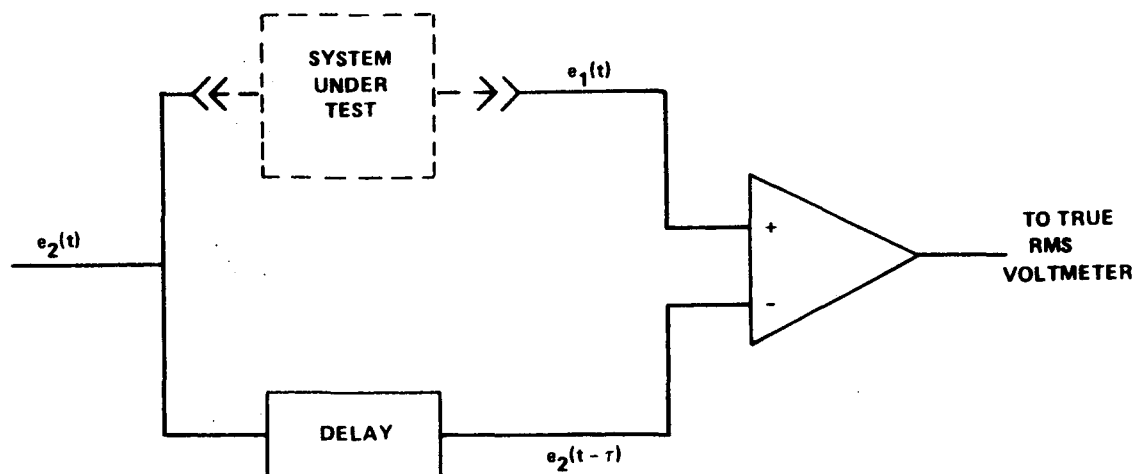 SYSTEM
UNDER
TEST
e₁(t)
e₂(t)
+
-
TO TRUE
RMS
VOLTMETER
DELAY
e₂(t - τ)